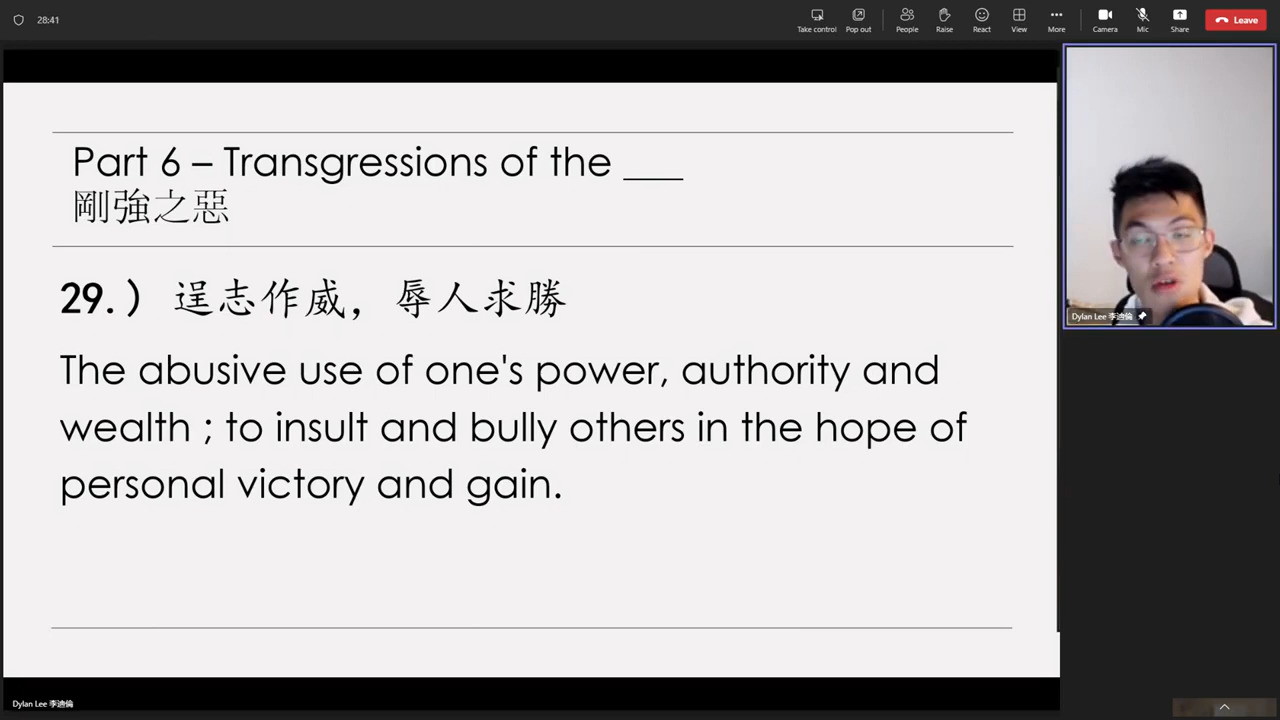 28:41
Take control
Pop out
People
Raise
React
View
More
Camera
Mic
Share
Leave
Part 6 – Transgressions of the ___
剛強之惡
29.) 逞志作威，辱人求勝
The abusive use of one's power, authority and
wealth ; to insult and bully others in the hope of
personal victory and gain.
Dylan Lee 李迪倫
Dylan Lee 李迪倫